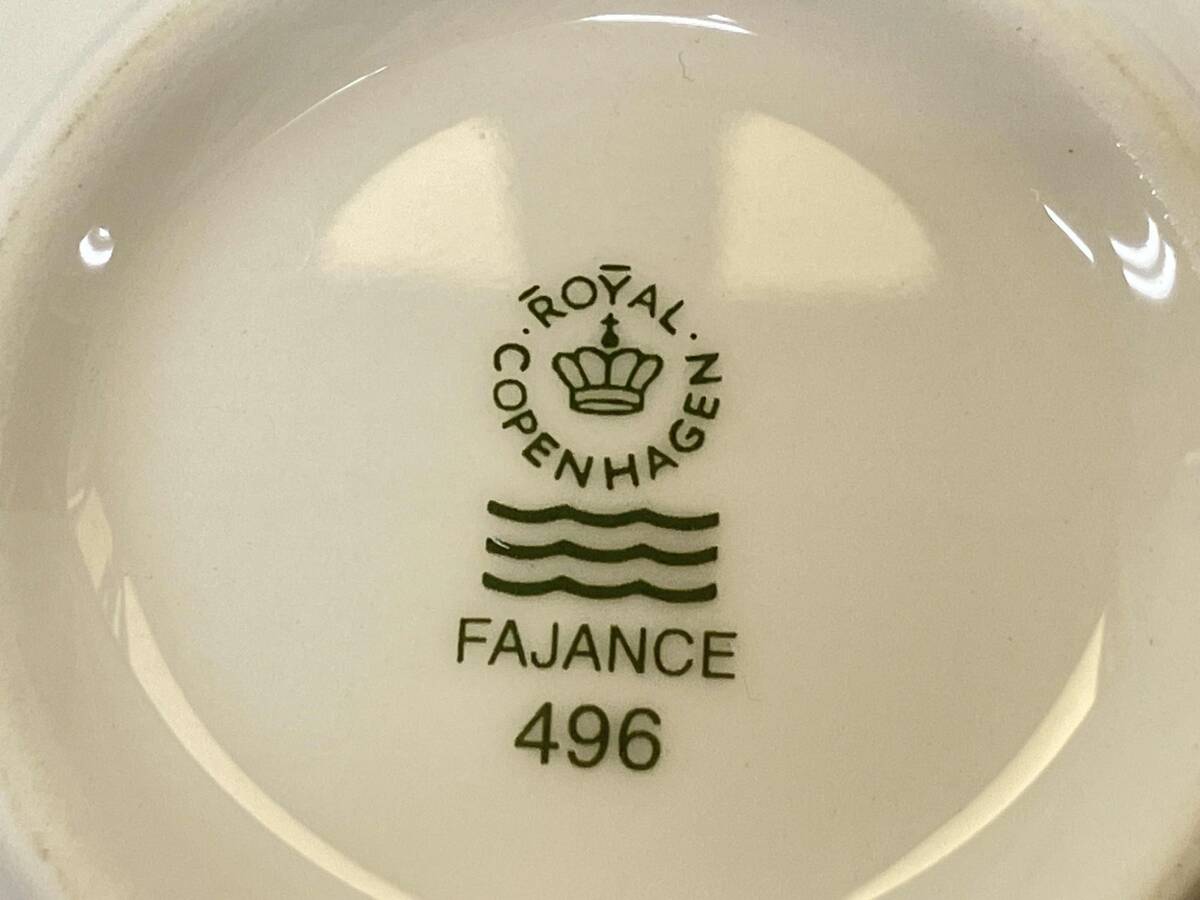 · ROYAL ·
COPENHAGEN
FAJANCE
496